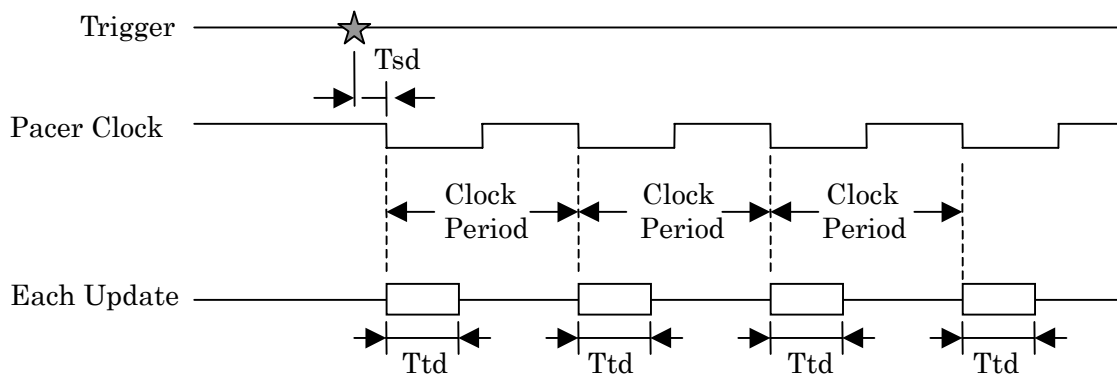 Trigger
Tsd
Pacer Clock
Clock
Period
Clock
Period
Clock
Period
Each Update
Ttd
Ttd
Ttd
Ttd